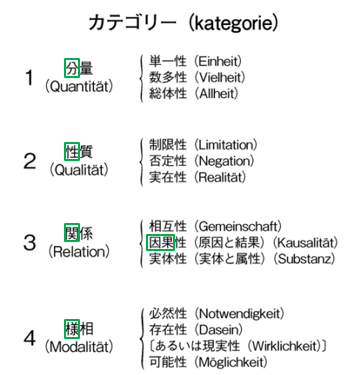 カテゴリー（kategorie）
1 分量（Quantität）
単一性（Einheit）
数多性（Vielheit）
総体性（Allheit）
2 性質（Qualität）
制限性（Limitation）
否定性（Negation）
実在性（Realität）
3 関係（Relation）
相互性（Gemeinschaft）
因果性（原因と結果）（Kausalität）
実体性（実体と属性）（Substanz）
4 様相（Modalität）
必然性（Notwendigkeit）
存在性（Dasein）
〔あるいは現実性（Wirklichkeit）〕
可能性（Möglichkeit）